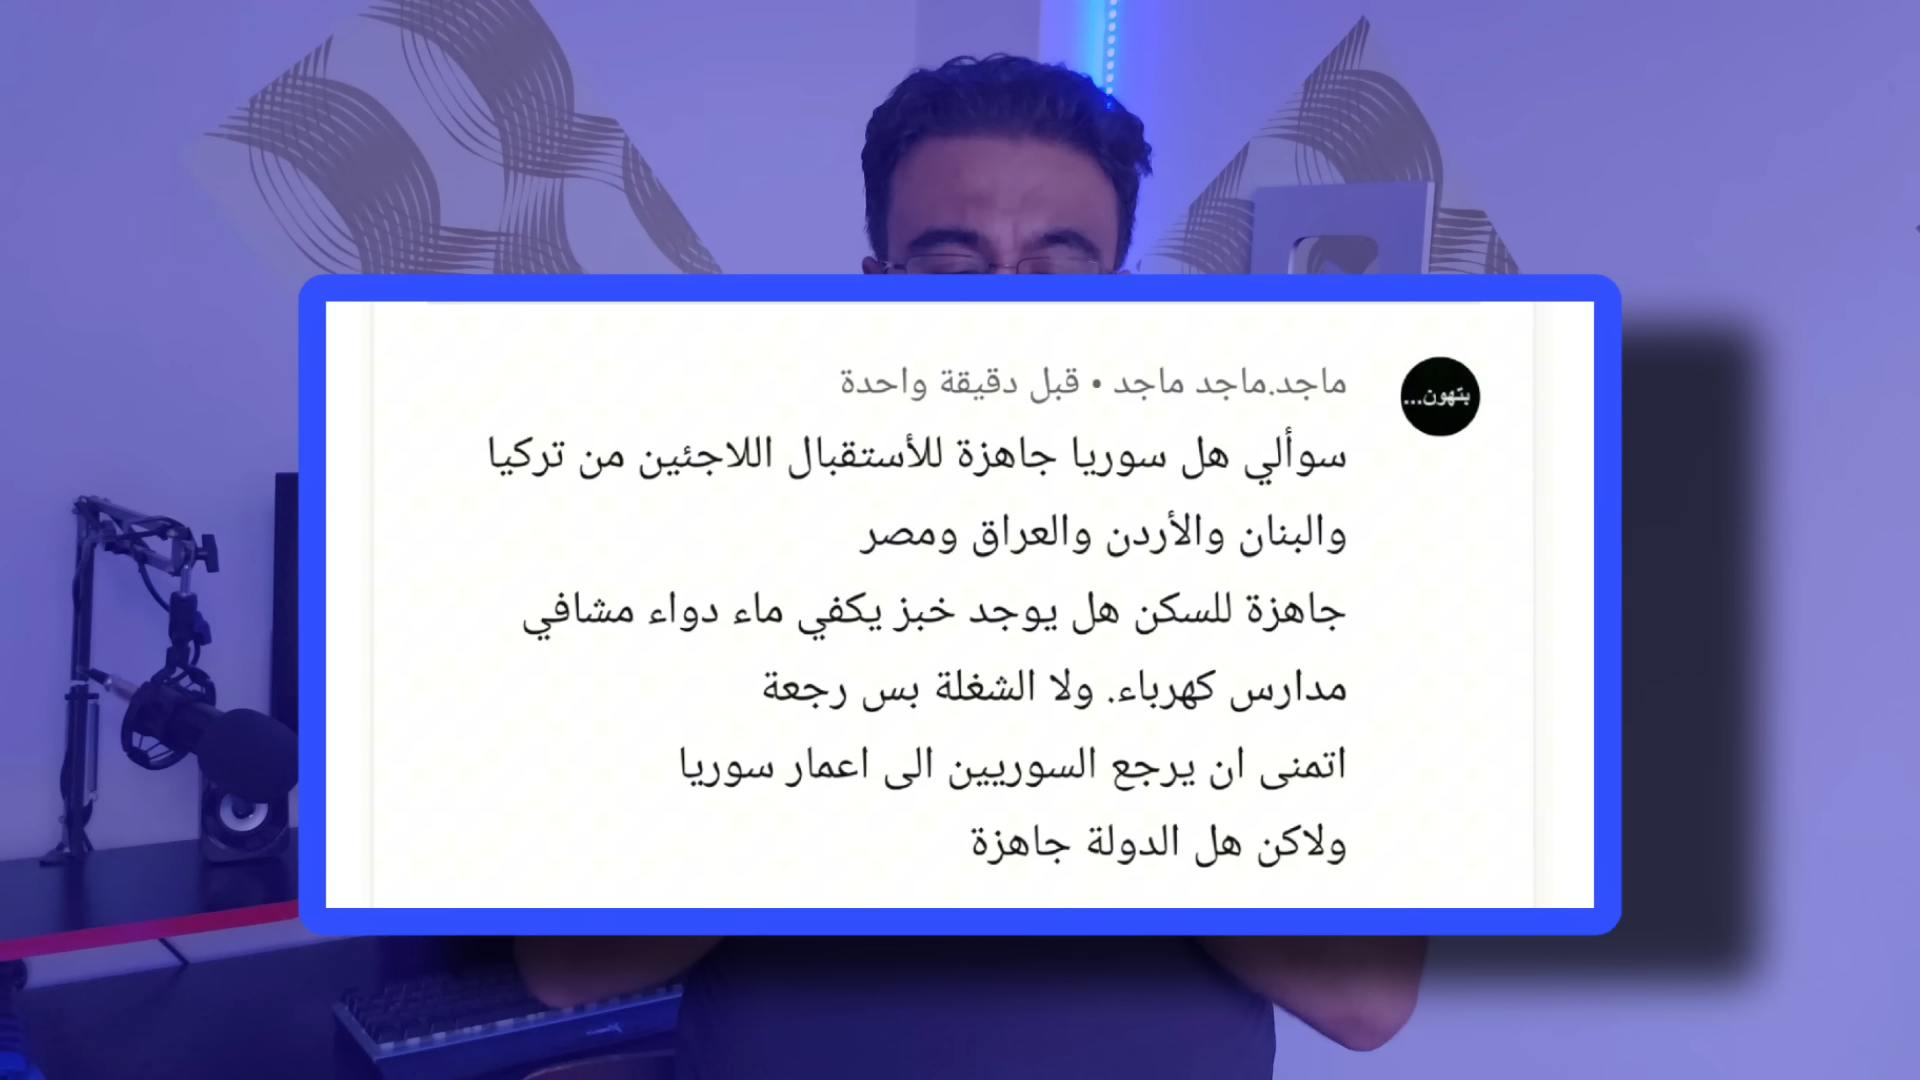 ماجد.ماجد ماجد • قبل دقيقة واحدة
بتهون...
سوألي هل سوريا جاهزة للأستقبال اللاجئين من تركيا
والبنان والأردن والعراق ومصر
جاهزة للسكن هل يوجد خبز يكفي ماء دواء مشافي
مدارس كهرباء. ولا الشغلة بس رجعة
اتمنى ان يرجع السوريين الى اعمار سوريا
ولاكن هل الدولة جاهزة